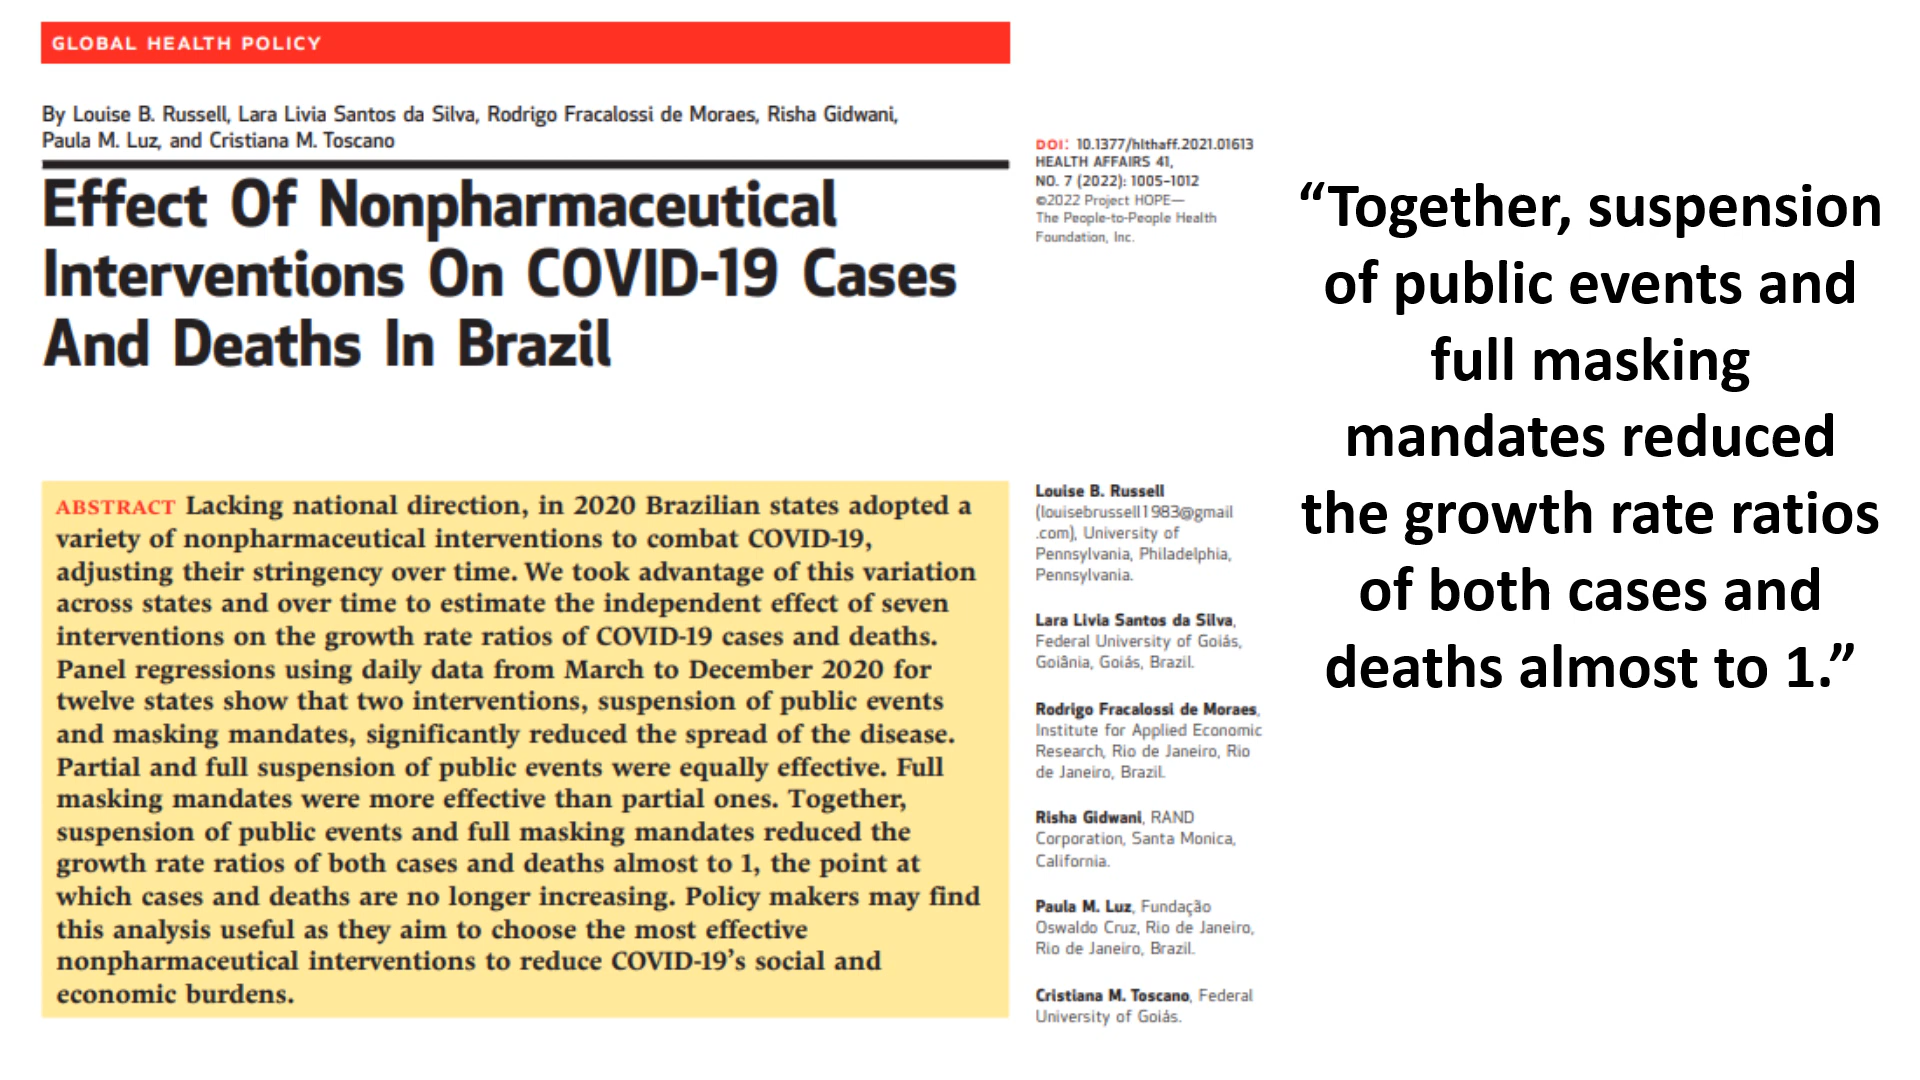 GLOBAL HEALTH POLICY
By Louise B. Russell, Lara Livia Santos da Silva, Rodrigo Fracalossi de Moraes, Risha Gidwani,
Paula M. Luz, and Cristiana M. Toscano
Effect Of Nonpharmaceutical
Interventions On COVID-19 Cases
And Deaths In Brazil
ABSTRACT Lacking national direction, in 2020 Brazilian states adopted a
variety of nonpharmaceutical interventions to combat COVID-19,
adjusting their stringency over time. We took advantage of this variation
across states and over time to estimate the independent effect of seven
interventions on the growth rate ratios of COVID-19 cases and deaths.
Panel regressions using daily data from March to December 2020 for
twelve states show that two interventions, suspension of public events
and masking mandates, significantly reduced the spread of the disease.
Partial and full suspension of public events were equally effective. Full
masking mandates were more effective than partial ones. Together,
suspension of public events and full masking mandates reduced the
growth rate ratios of both cases and deaths almost to 1, the point at
which cases and deaths are no longer increasing. Policy makers may find
this analysis useful as they aim to choose the most effective
nonpharmaceutical interventions to reduce COVID-19's social and
economic burdens.
DOI: 10.1377/hlthaff.2021.01613
HEALTH AFFAIRS 41,
NO. 7 (2022): 1005–1012
©2022 Project HOPE—
The People-to-People Health
Foundation, Inc.
Louise B. Russell
(louisebrussell1983@gmail
.com), University of
Pennsylvania, Philadelphia,
Pennsylvania.
Lara Livia Santos da Silva,
Federal University of Goiás,
Goiânia, Goiás, Brazil.
Rodrigo Fracalossi de Moraes,
Institute for Applied Economic
Research, Rio de Janeiro, Rio
de Janeiro, Brazil.
Risha Gidwani, RAND
Corporation, Santa Monica,
California.
Paula M. Luz, Fundação
Oswaldo Cruz, Rio de Janeiro,
Rio de Janeiro, Brazil.
Cristiana M. Toscano, Federal
University of Goiás.
“Together, suspension
of public events and
full masking
mandates reduced
the growth rate ratios
of both cases and
deaths almost to 1.”